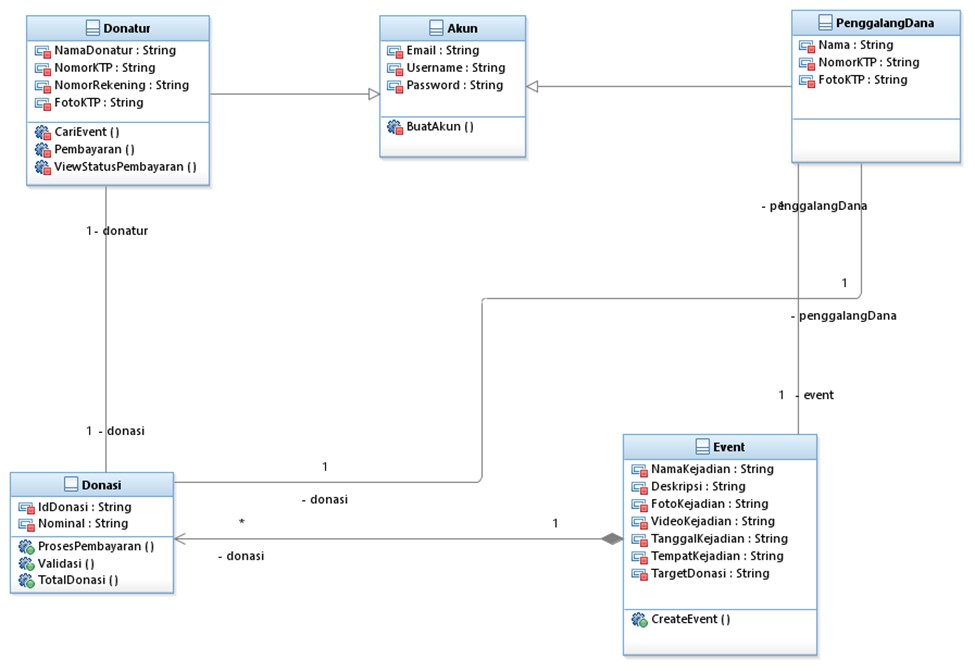 Donatur
NamaDonatur : String
NomorKTP : String
NomorRekening : String
FotoKTP : String
CariEvent ( )
Pembayaran ( )
ViewStatusPembayaran ( )
Akun
Email : String
Username : String
Password : String
BuatAkun ( )
PenggalangDana
Nama : String
NomorKTP : String
FotoKTP : String
- penggalangDana
1
1 - donatur
1
- penggalangDana
1 - event
1 - donasi
1
- donasi
Donasi
IdDonasi : String
Nominal : String
ProsesPembayaran ( )
Validasi ( )
TotalDonasi ( )
*
1
- donasi
Event
NamaKejadian : String
Deskripsi : String
FotoKejadian : String
VideoKejadian : String
TanggalKejadian : String
TempatKejadian : String
TargetDonasi : String
CreateEvent ( )